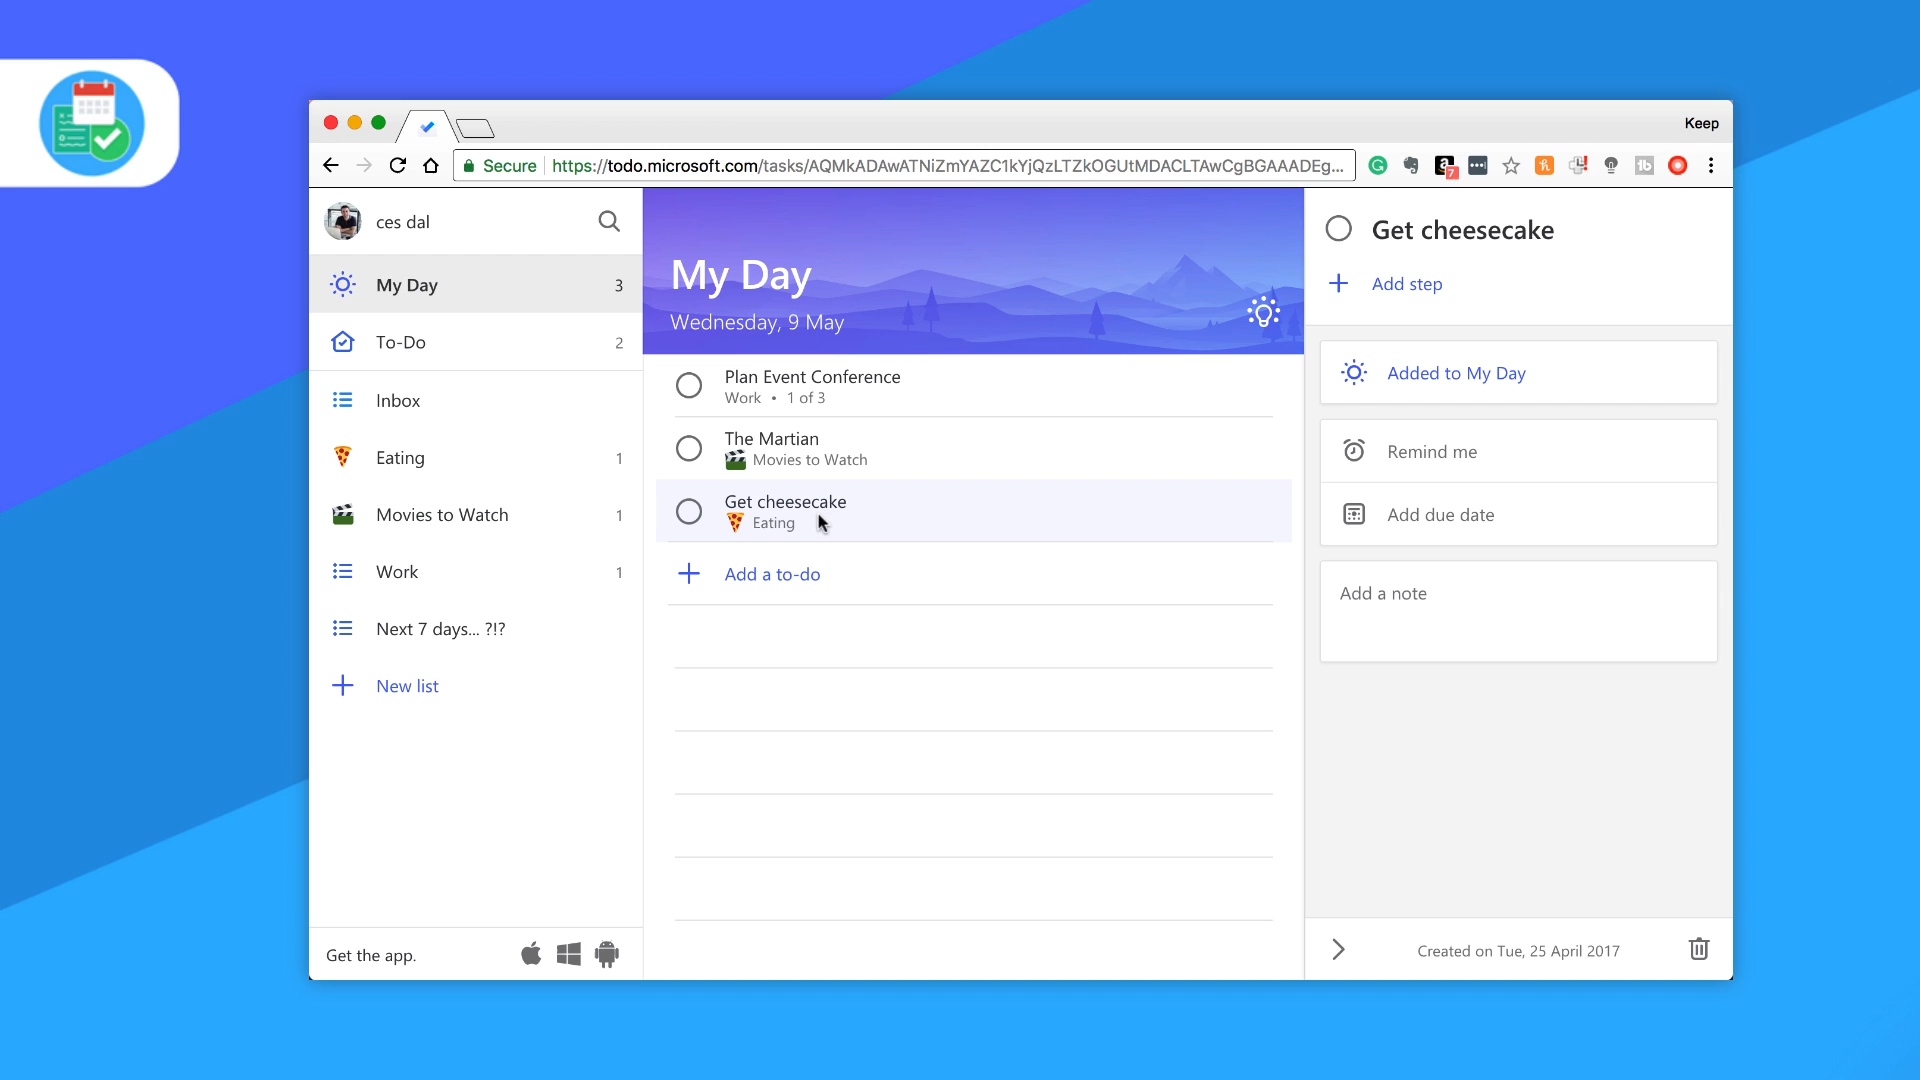 Keep
Secure
https://todo.microsoft.com/tasks/AQMkADAwATNiZmYAZC1kYjQzLTZkOGUtMDACLTAwCgBGAAADEg...
7
ces dal
My Day 3
To-Do 2
Inbox
Eating 1
Movies to Watch 1
Work 1
Next 7 days... ?!?
New list
Get the app.
My Day
Wednesday, 9 May
Plan Event Conference
Work • 1 of 3
The Martian
Movies to Watch
Get cheesecake
Eating
Add a to-do
Get cheesecake
Add step
Added to My Day
Remind me
Add due date
Add a note
Created on Tue, 25 April 2017